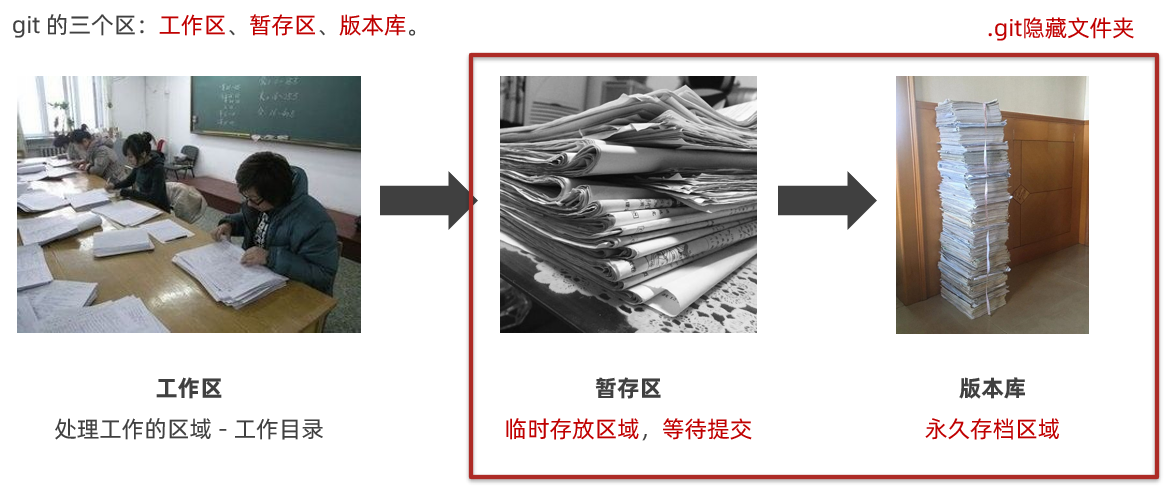 git 的三个区：工作区、暂存区、版本库。
.git隐藏文件夹
工作区
暂存区
版本库
处理工作的区域 - 工作目录
临时存放区域，等待提交
永久存档区域